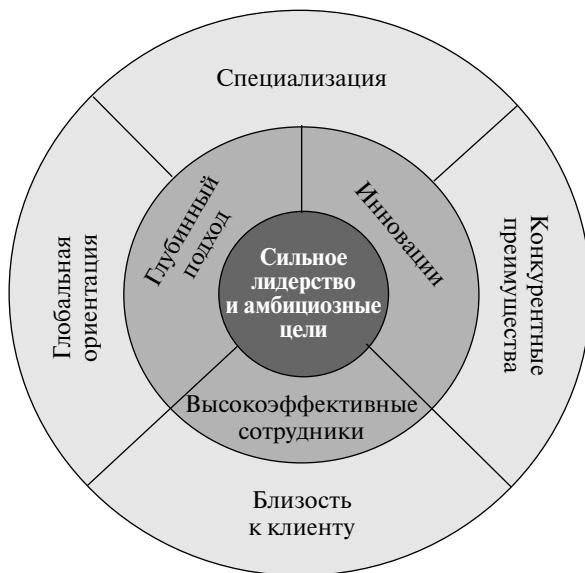 Специализация
Глубинный
подход
Инновации
Глобальная
ориентация
Сильное
лидерство
и амбициозные
цели
Конкурентные
преимущества
Высокоэффективные
сотрудники
Близость
к клиенту